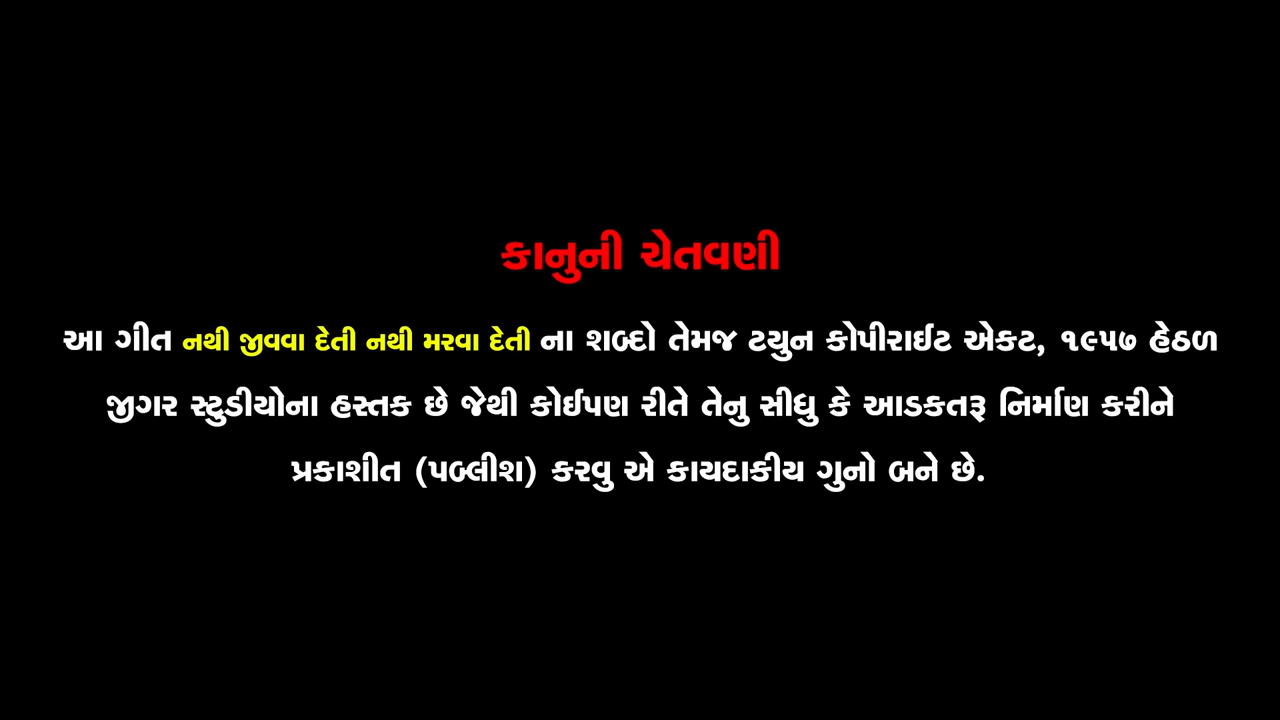 કાનુની ચેતવણી
આ ગીત નથી જીવવા દેતી નથી મરવા દેતી ના શબ્દો તેમજ ટયુન કોપીરાઈટ એકટ, ૧૯૫૭ હેઠળ
જીગર સ્ટુડીયોના હસ્તક છે જેથી કોઈપણ રીતે તેનુ સીધુ કે આડકતરૂ નિર્માણ કરીને
પ્રકાશીત (પબ્લીશ) કરવુ એ કાયદાકીય ગુનો બને છે.